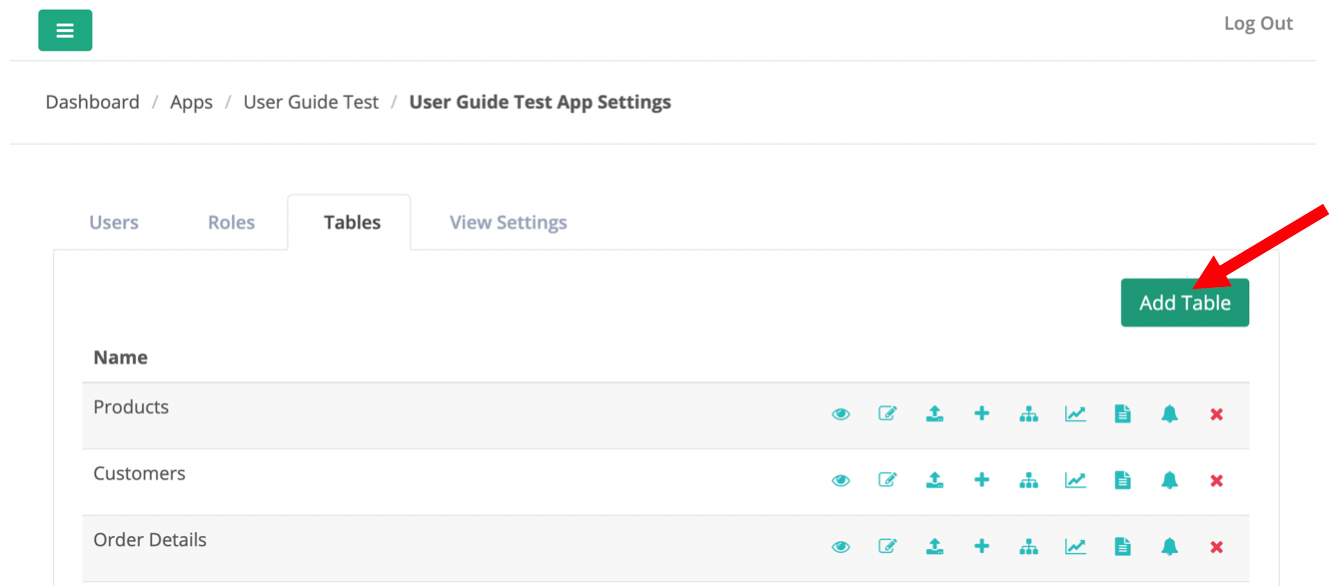 Log Out
Dashboard / Apps / User Guide Test / User Guide Test App Settings
Users Roles Tables View Settings
Add Table
Name
Products
Customers
Order Details